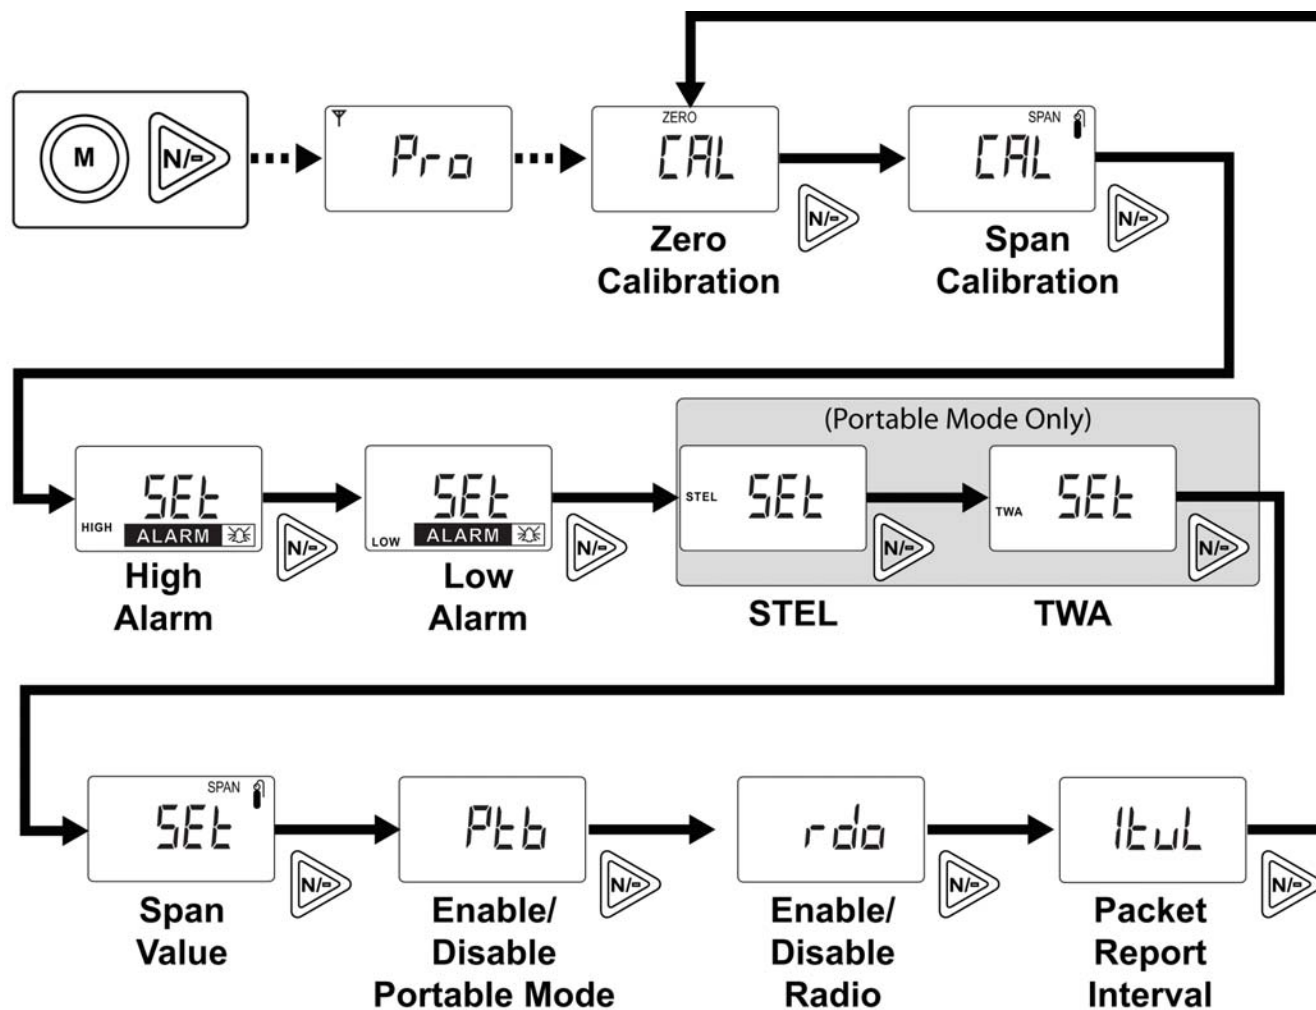 M N/-
Pro
ZERO
CAL
N/-
Zero
Calibration
SPAN
CAL
N/-
Span
Calibration
HIGH
SEt
ALARM
N/-
High
Alarm
LOW
SEt
ALARM
N/-
Low
Alarm
(Portable Mode Only)
STEL
SEt
N/-
STEL
TWA
SEt
N/-
TWA
SPAN
SEt
N/-
Span
Value
Ptb
N/-
Enable/
Disable
Portable Mode
rdo
N/-
Enable/
Disable
Radio
ItuL
N/-
Packet
Report
Interval